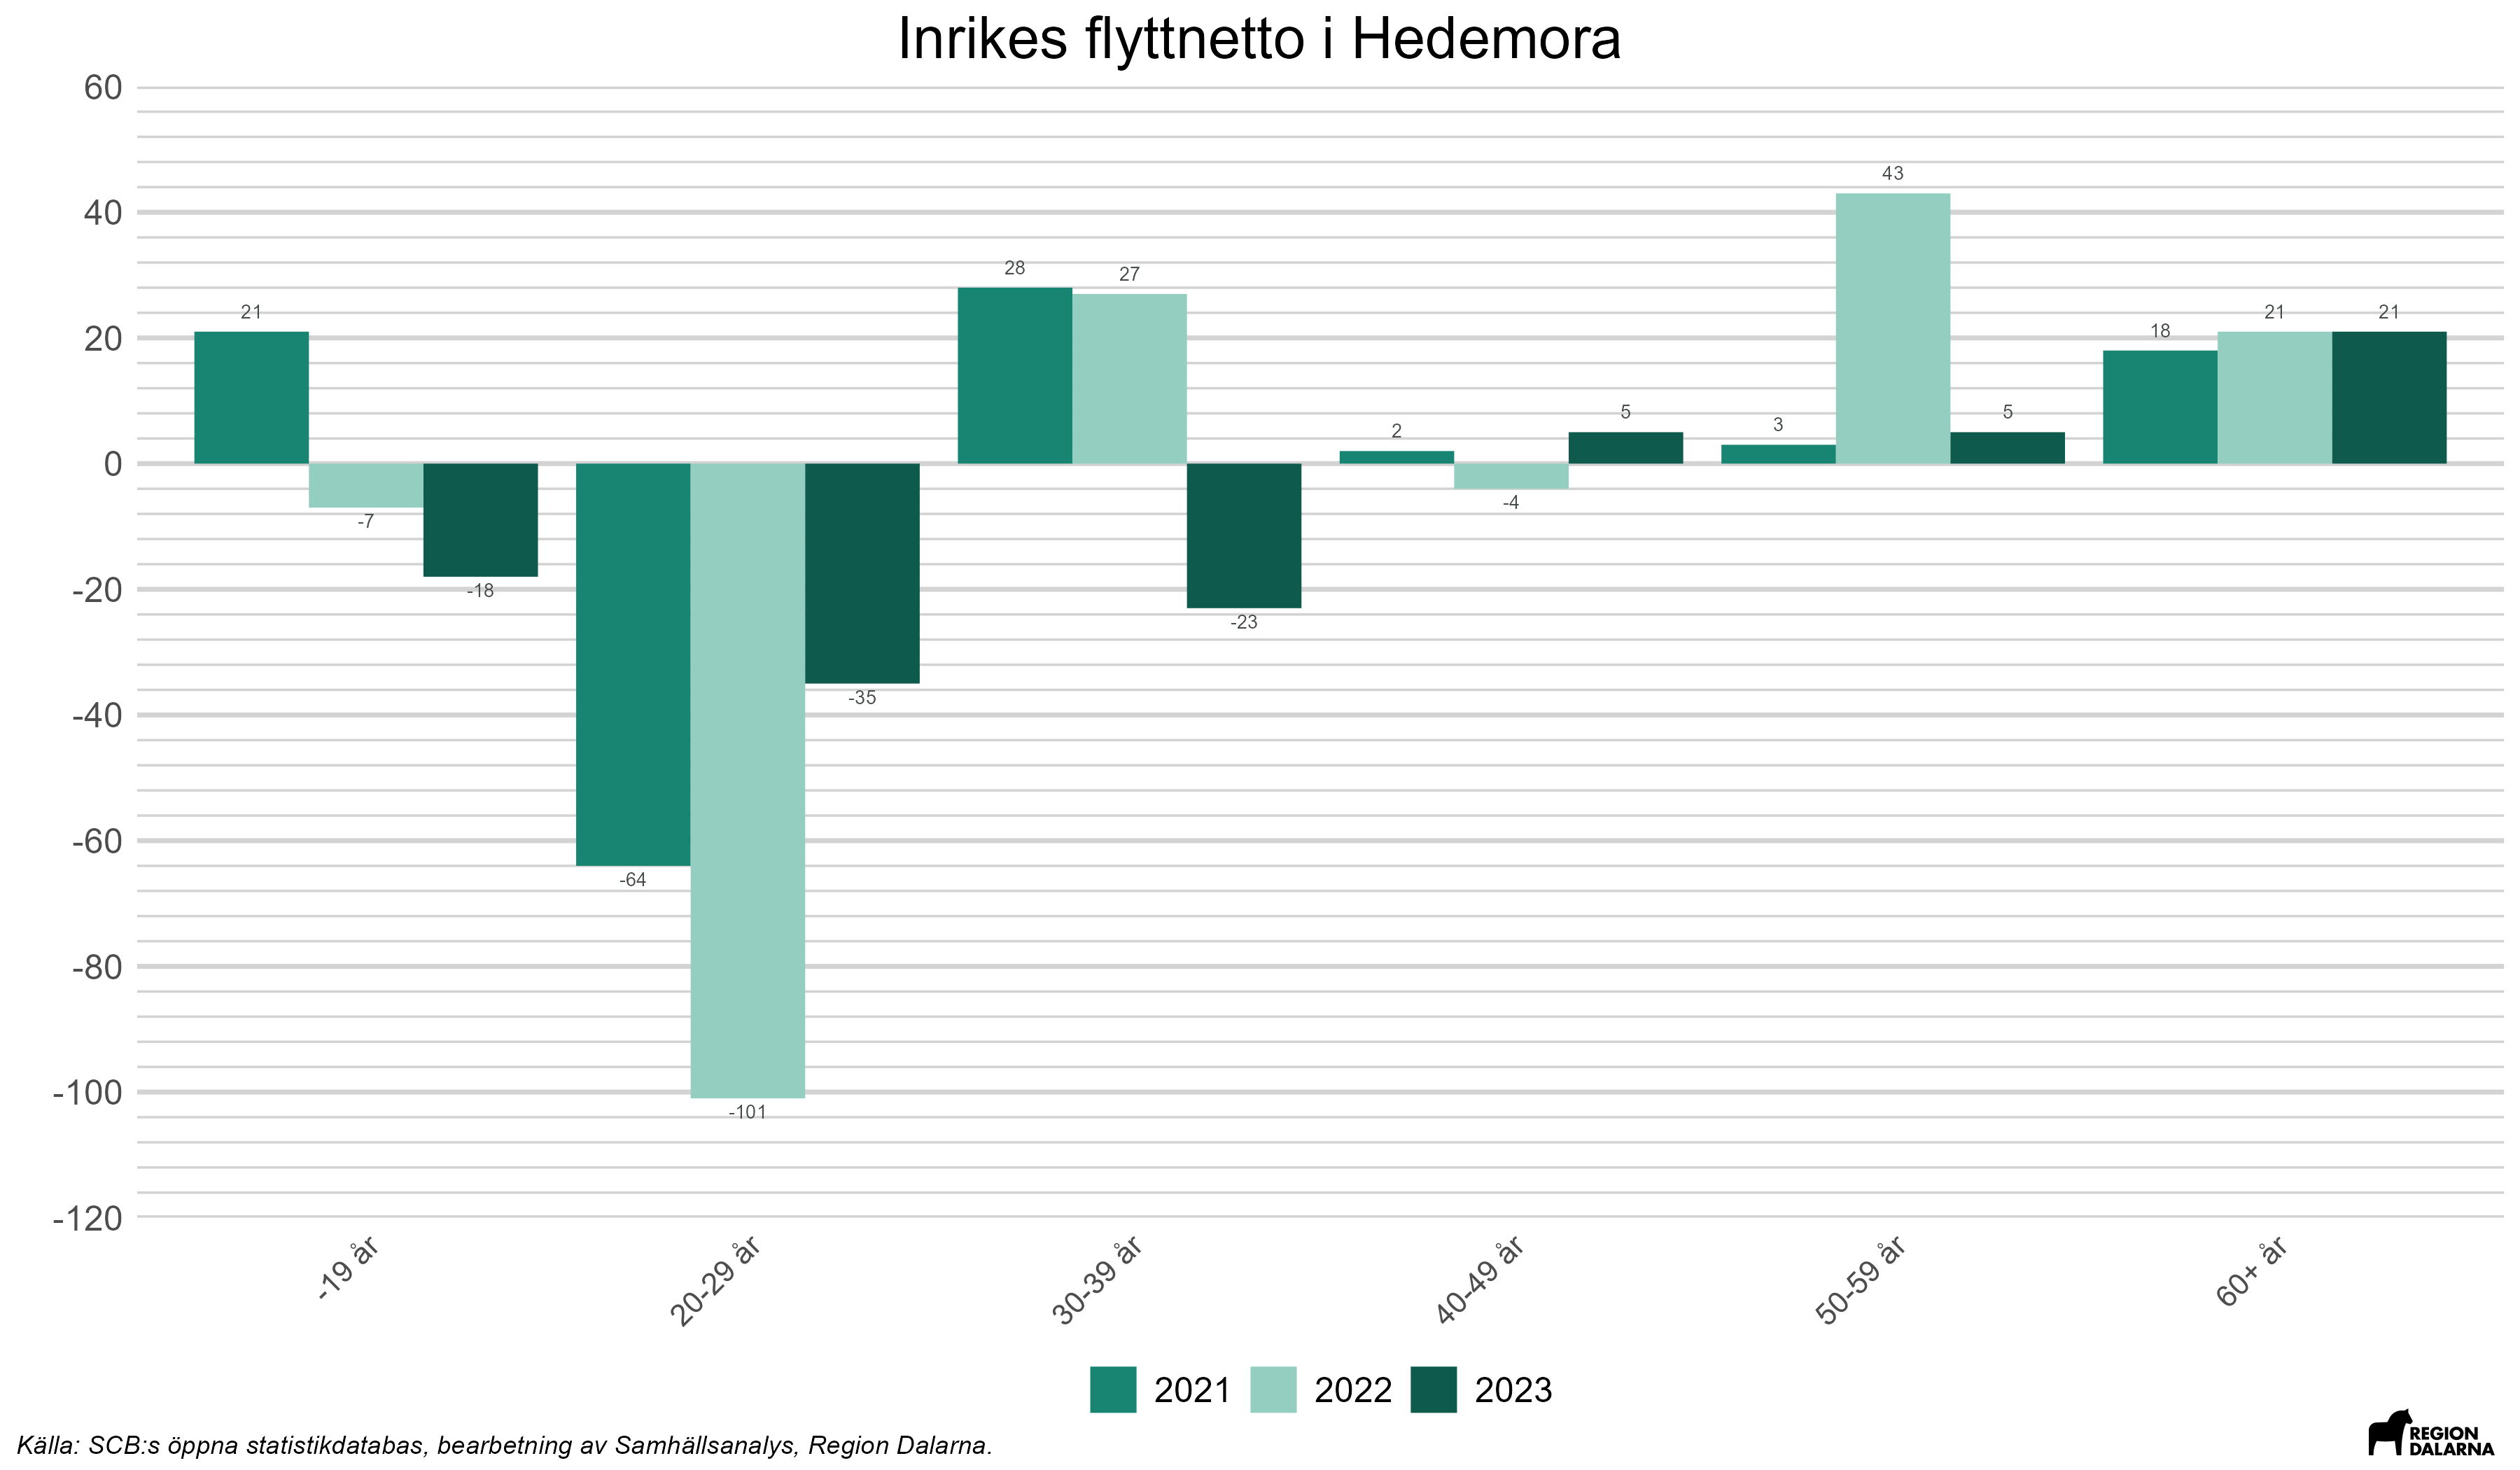 Inrikes flyttnetto i Hedemora
60
40
20
0
-20
-40
-60
-80
-100
-120
21
-7
-18
-64
-101
-35
28
27
-23
2
-4
5
3
43
5
18
21
21
-19 år
20-29 år
30-39 år
40-49 år
50-59 år
60+ år
2021 2022 2023
Källa: SCB:s öppna statistikdatabas, bearbetning av Samhällsanalys, Region Dalarna.
REGION
DALARNA